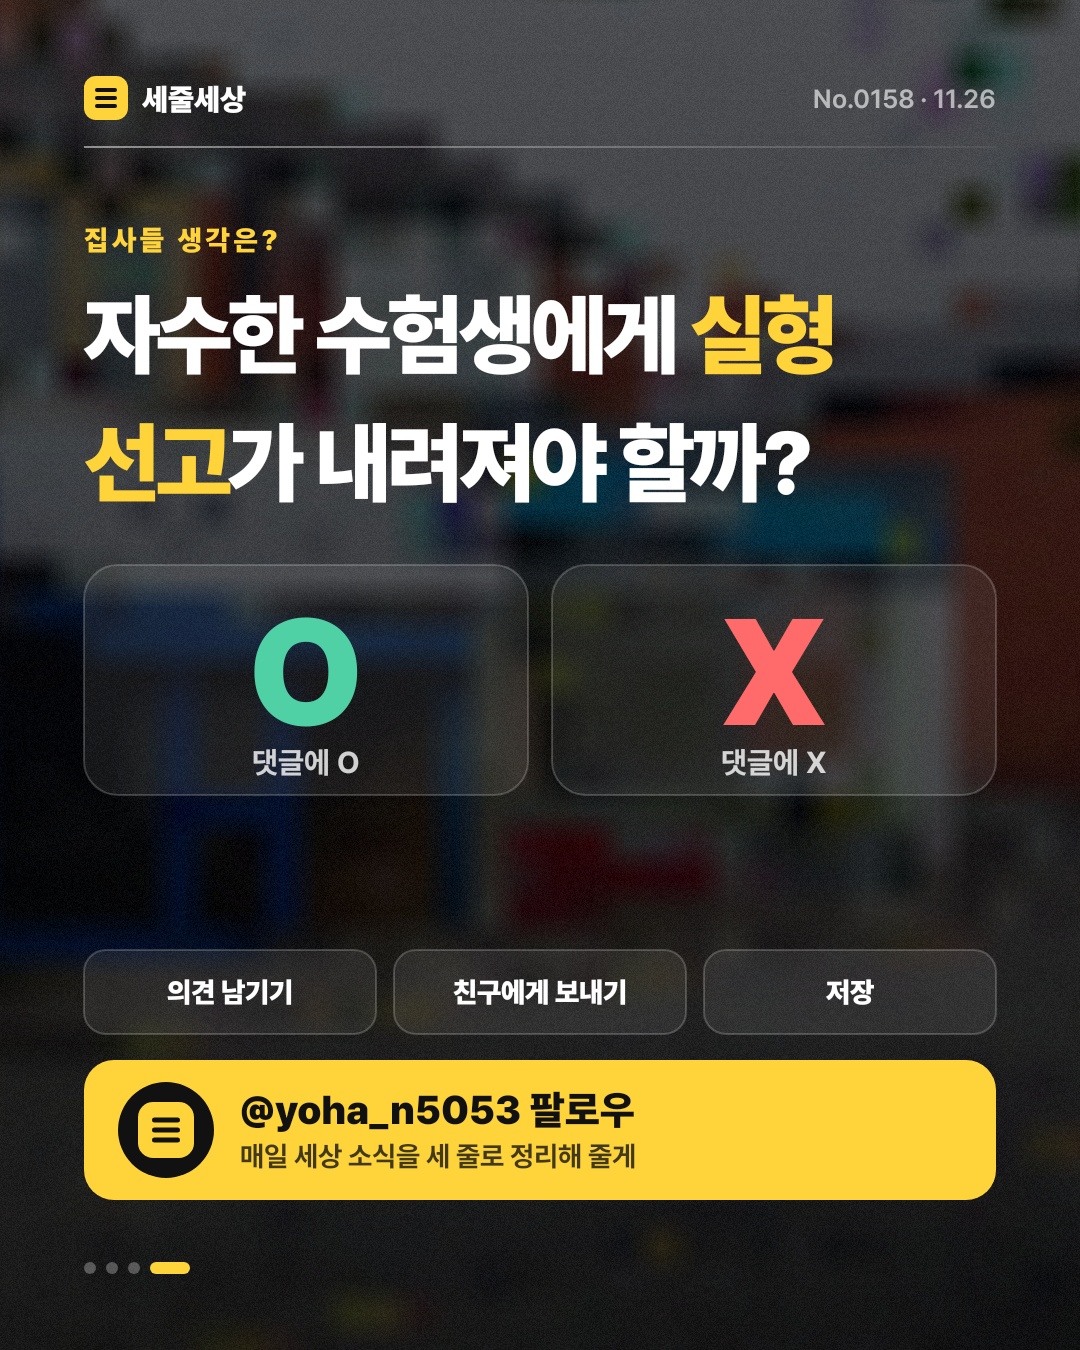 세줄세상
No.0158 · 11.26
집사들 생각은?
자수한 수험생에게 실형
선고가 내려져야 할까?
O
댓글에 O
X
댓글에 X
의견 남기기
친구에게 보내기
저장
@yoha_n5053 팔로우
매일 세상 소식을 세 줄로 정리해 줄게